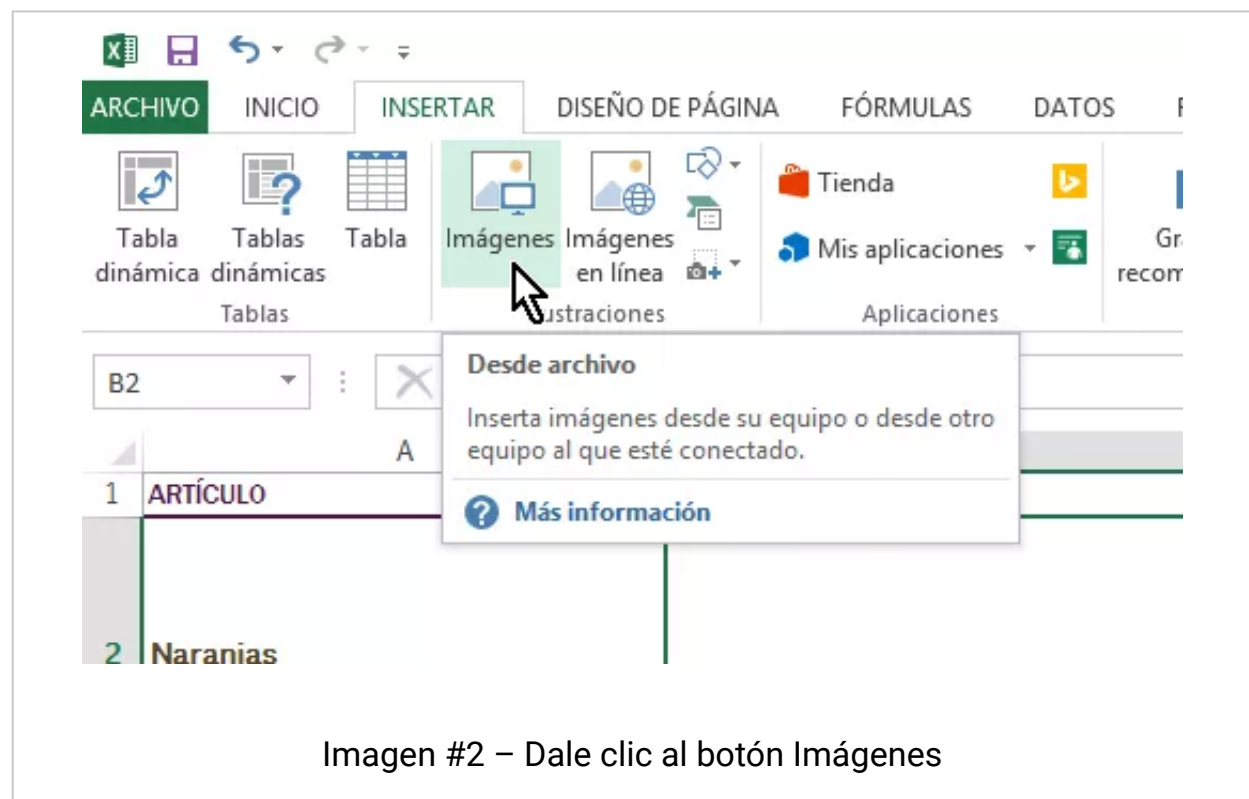 ARCHIVO INICIO INSERTAR DISEÑO DE PÁGINA FÓRMULAS DATOS
Tabla dinámica
Tablas dinámicas
Tabla
Imágenes
Imágenes en línea
Tienda
Mis aplicaciones
Tablas
Aplicaciones
B2
Desde archivo
Inserta imágenes desde su equipo o desde otro
equipo al que esté conectado.
Más información
A
1 ARTÍCULO
2 Naranjas
Imagen #2 – Dale clic al botón Imágenes